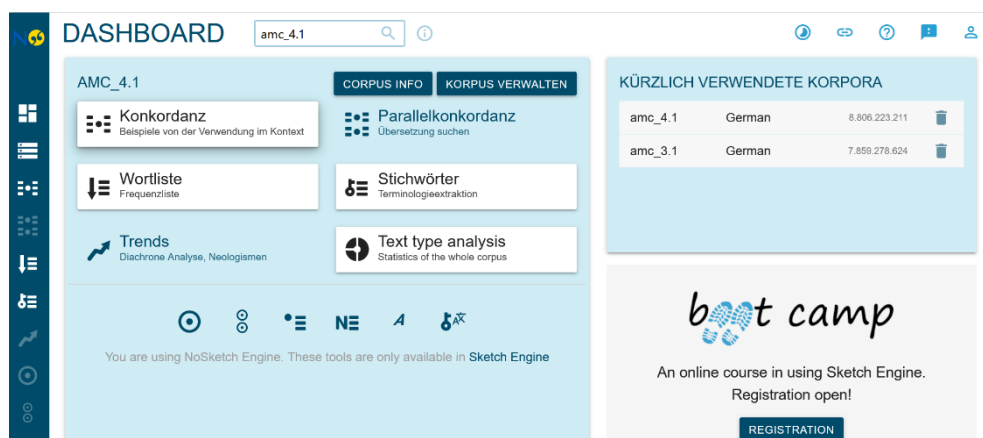 DASHBOARD
amc_4.1
AMC_4.1
CORPUS INFO
KORPUS VERWALTEN
Konkordanz
Beispiele von der Verwendung im Kontext
Parallelkonkordanz
Übersetzung suchen
Wortliste
Frequenzliste
Stichwörter
Terminologieextraktion
Trends
Diachrone Analyse, Neologismen
Text type analysis
Statistics of the whole corpus
You are using NoSketch Engine. These tools are only available in Sketch Engine
KÜRZLICH VERWENDETE KORPORA
amc_4.1 German 8.806.223.211
amc_3.1 German 7.859.278.624
boot camp
An online course in using Sketch Engine.
Registration open!
REGISTRATION